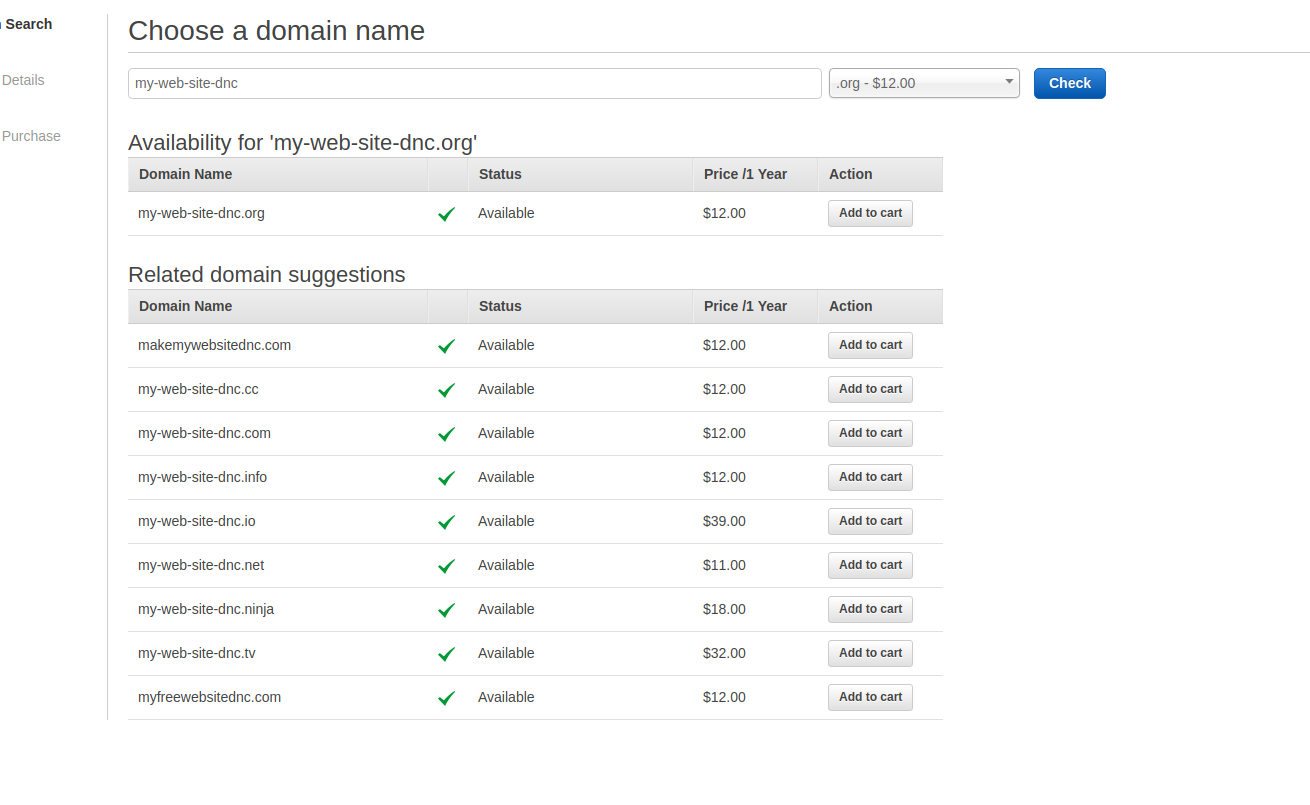 Search
Details
Purchase
Choose a domain name
my-web-site-dnc .org - $12.00 Check
Availability for 'my-web-site-dnc.org'
Domain Name Status Price /1 Year Action
my-web-site-dnc.org Available $12.00 Add to cart
Related domain suggestions
Domain Name Status Price /1 Year Action
makemywebsitednc.com Available $12.00 Add to cart
my-web-site-dnc.cc Available $12.00 Add to cart
my-web-site-dnc.com Available $12.00 Add to cart
my-web-site-dnc.info Available $12.00 Add to cart
my-web-site-dnc.io Available $39.00 Add to cart
my-web-site-dnc.net Available $11.00 Add to cart
my-web-site-dnc.ninja Available $18.00 Add to cart
my-web-site-dnc.tv Available $32.00 Add to cart
myfreewebsitednc.com Available $12.00 Add to cart